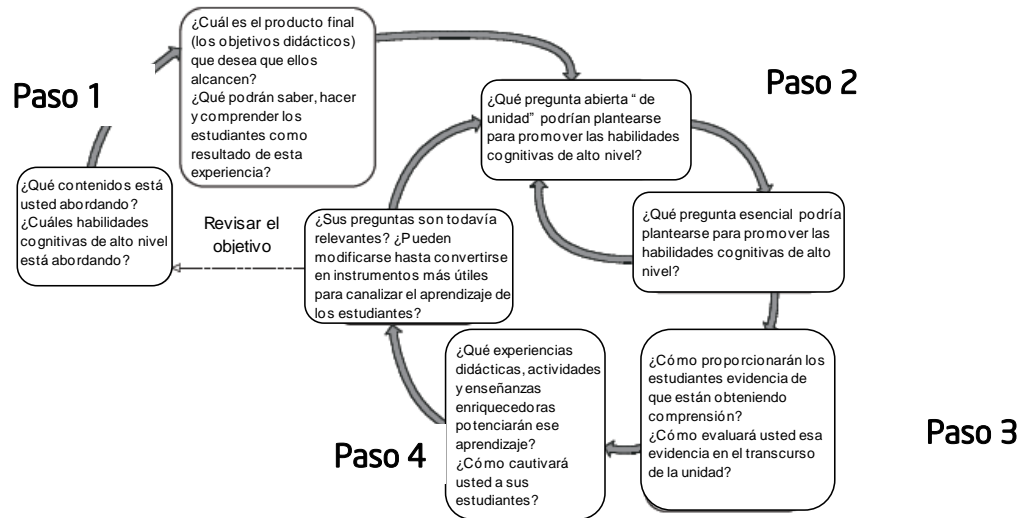 Paso 1
¿Qué contenidos está
usted abordando?
¿Cuáles habilidades
cognitivas de alto nivel
está abordando?
¿Cuál es el producto final
(los objetivos didácticos)
que desea que ellos
alcancen?
¿Qué podrán saber, hacer
y comprender los
estudiantes como
resultado de esta
experiencia?
Paso 2
¿Qué pregunta abierta “ de
unidad” podrían plantearse
para promover las habilidades
cognitivas de alto nivel?
¿Qué pregunta esencial podría
plantearse para promover las
habilidades cognitivas de alto
nivel?
Paso 3
¿Cómo proporcionarán los
estudiantes evidencia de
que están obteniendo
comprensión?
¿Cómo evaluará usted esa
evidencia en el transcurso
de la unidad?
Paso 4
¿Qué experiencias
didácticas, actividades
y enseñanzas
enriquecedoras
potenciarán ese
aprendizaje?
¿Cómo cautivará
usted a sus
estudiantes?
¿Sus preguntas son todavía
relevantes? ¿Pueden
modificarse hasta convertirse
en instrumentos más útiles
para canalizar el aprendizaje de
los estudiantes?
Revisar el
objetivo